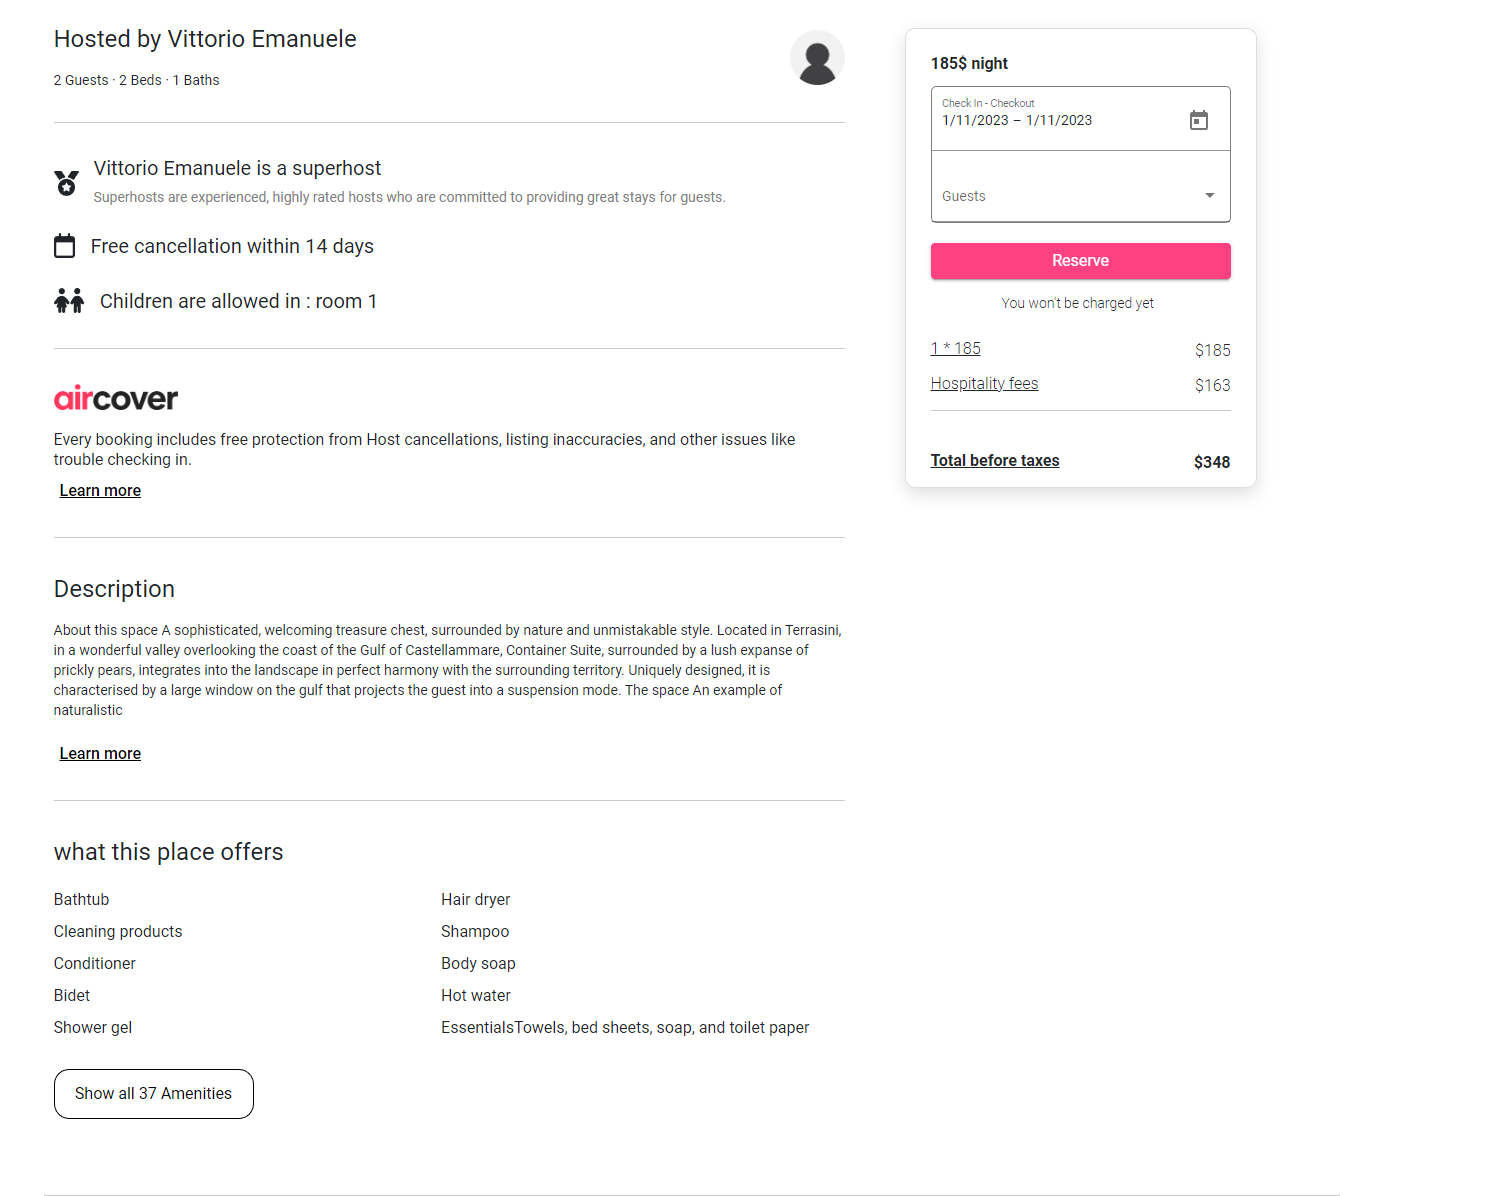 Hosted by Vittorio Emanuele
2 Guests · 2 Beds · 1 Baths
Vittorio Emanuele is a superhost
Superhosts are experienced, highly rated hosts who are committed to providing great stays for guests.
Free cancellation within 14 days
Children are allowed in : room 1
aircover
Every booking includes free protection from Host cancellations, listing inaccuracies, and other issues like
trouble checking in.
Learn more
Description
About this space A sophisticated, welcoming treasure chest, surrounded by nature and unmistakable style. Located in Terrasini,
in a wonderful valley overlooking the coast of the Gulf of Castellammare, Container Suite, surrounded by a lush expanse of
prickly pears, integrates into the landscape in perfect harmony with the surrounding territory. Uniquely designed, it is
characterised by a large window on the gulf that projects the guest into a suspension mode. The space An example of
naturalistic
Learn more
what this place offers
Bathtub
Hair dryer
Cleaning products
Shampoo
Conditioner
Body soap
Bidet
Hot water
Shower gel
EssentialsTowels, bed sheets, soap, and toilet paper
Show all 37 Amenities
185$ night
Check In - Checkout
1/11/2023 – 1/11/2023
Guests
Reserve
You won't be charged yet
1 * 185 $185
Hospitality fees $163
Total before taxes $348